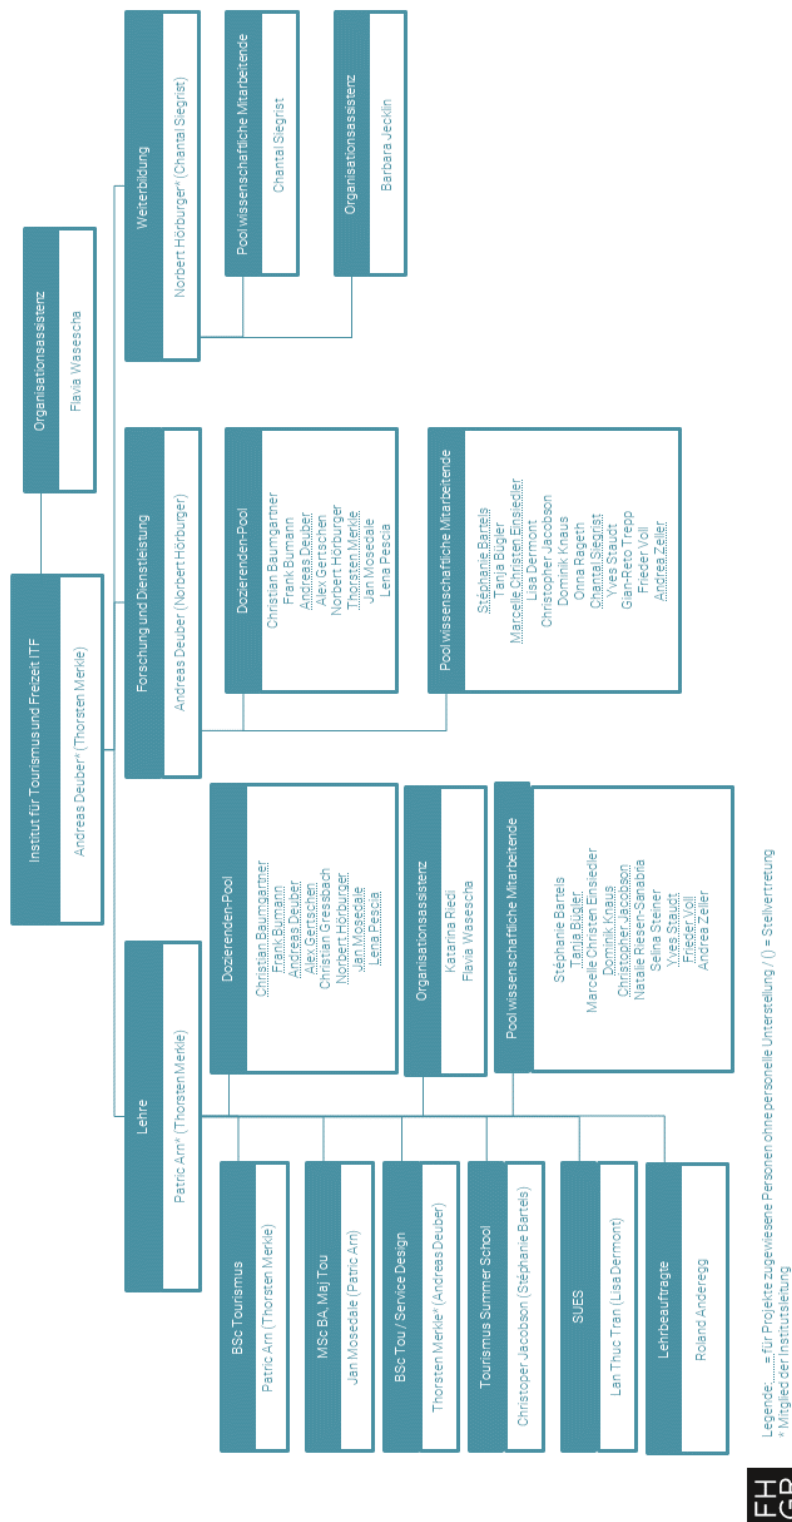 Institut für Tourismus und Freizeit ITF
Andreas Deuber* (Thorsten Merkle)
Organisationsassistenz
Flavia Wasescha
Lehre
Patric Arn* (Thorsten Merkle)
Forschung und Dienstleistung
Andreas Deuber (Norbert Hörburger)
Weiterbildung
Norbert Hörburger* (Chantal Siegrist)
BSc Tourismus
Patric Arn (Thorsten Merkle)
MSc BA, Maj Tou
Jan Mosedale (Patric Arn)
BSc Tou / Service Design
Thorsten Merkle* (Andreas Deuber)
Tourismus Summer School
Christoper Jacobson (Stéphanie Bartels)
SUES
Lan Thuc Tran (Lisa Dermont)
Lehrbeauftragte
Roland Anderegg
Dozierenden-Pool
Christian Baumgartner
Frank Bumann
Andreas Deuber
Alex Gertschen
Christian Gressbach
Norbert Hörburger
Jan Mosedale
Lena Pescia
Organisationsassistenz
Katarina Riedi
Flavia Wasescha
Pool wissenschaftliche Mitarbeitende
Stéphanie Bartels
Tanja Bügler
Marcelle Christen Einsiedler
Dominik Knaus
Christopher Jacobson
Natalie Riesen-Sanabria
Selina Steiner
Yves Staudt
Frieder Voll
Andrea Zeller
Dozierenden-Pool
Christian Baumgartner
Frank Bumann
Andreas Deuber
Alex Gertschen
Norbert Hörburger
Thorsten Merkle
Jan Mosedale
Lena Pescia
Pool wissenschaftliche Mitarbeitende
Stéphanie Bartels
Tanja Bügler
Marcelle Christen Einsiedler
Lisa Dermont
Christopher Jacobson
Dominik Knaus
Onna Rageth
Chantal Siegrist
Yves Staudt
Gian-Reto Trepp
Frieder Voll
Andrea Zeller
Pool wissenschaftliche Mitarbeitende
Chantal Siegrist
Organisationsassistenz
Barbara Jecklin
Legende:........ = für Projekte zugewiesene Personen ohne personelle Unterstellung / () = Stellvertretung
* Mitglied der Institutsleitung
FH
GR